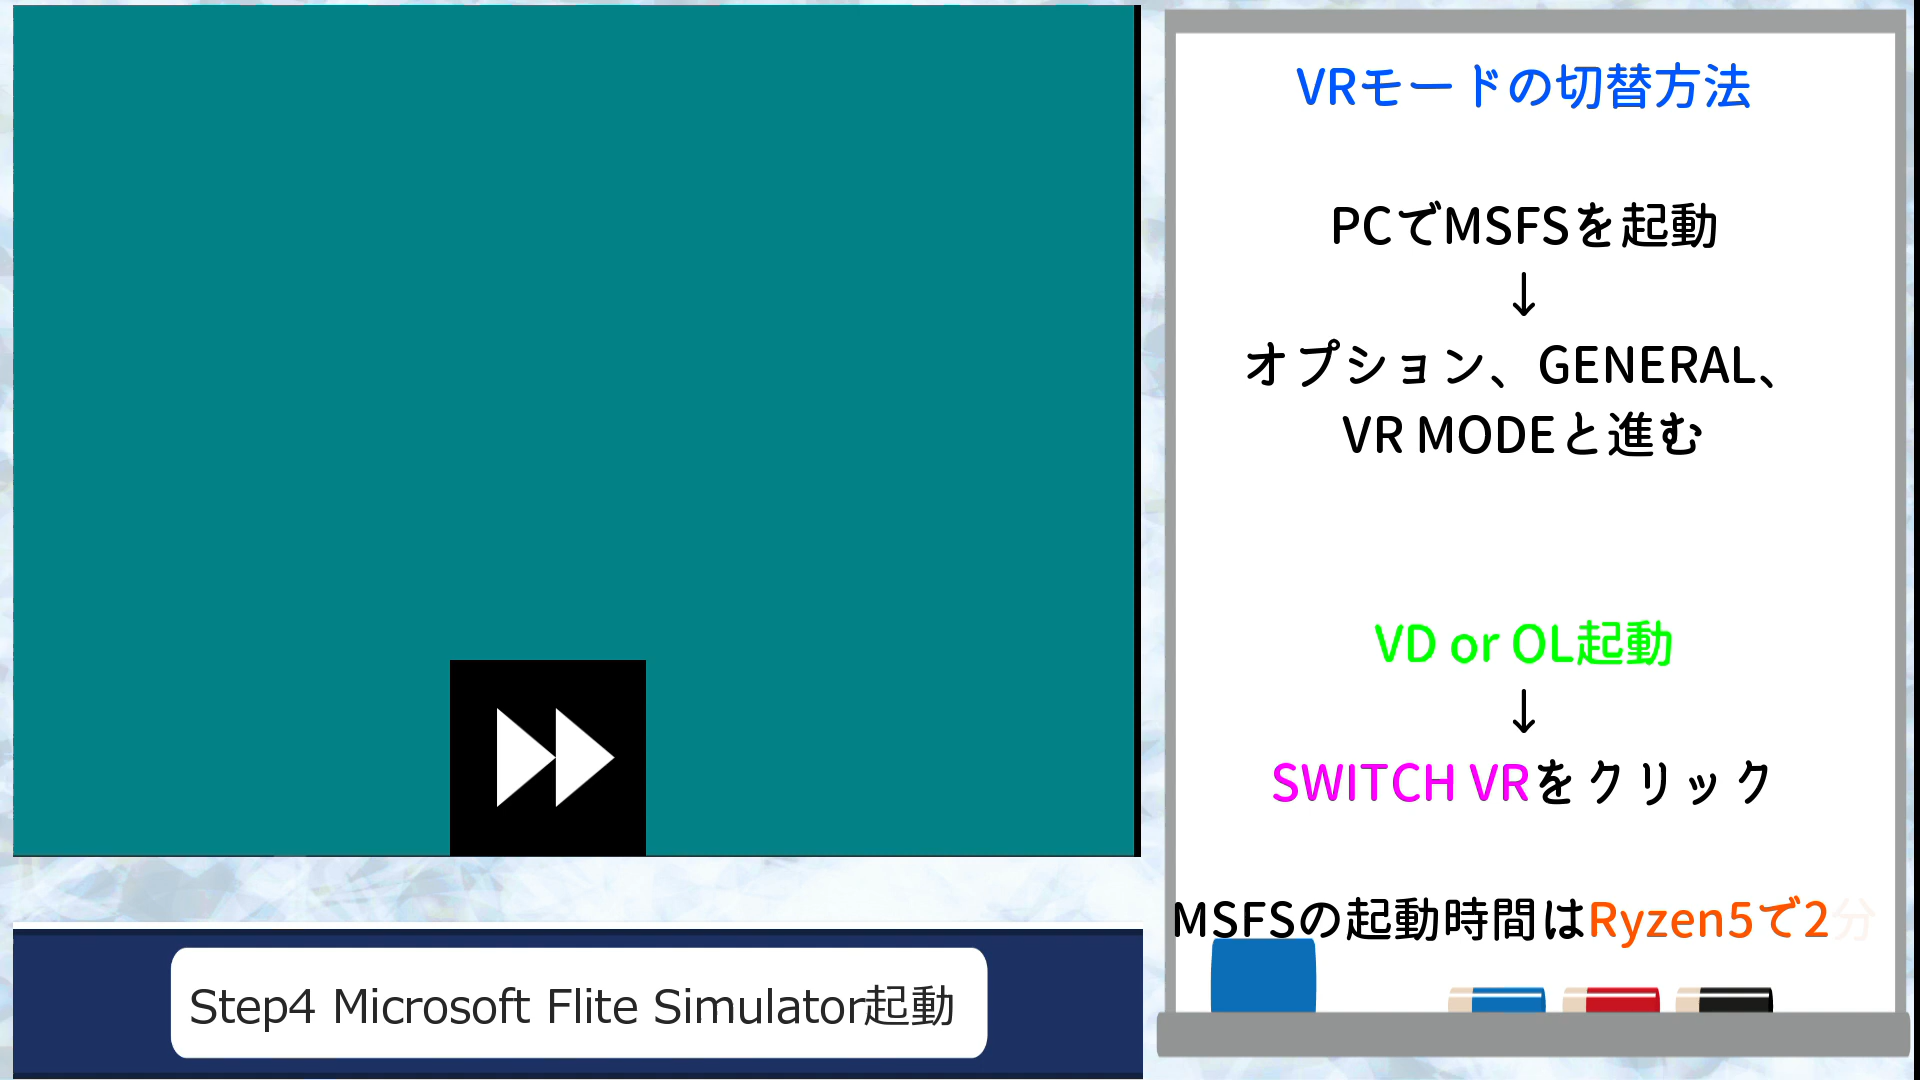 VRモードの切替方法
PCでMSFSを起動
↓
オプション、GENERAL、
VR MODEと進む
VD or OL起動
↓
SWITCH VRをクリック
MSFSの起動時間はRyzen5で2分
Step4 Microsoft Flite Simulator起動